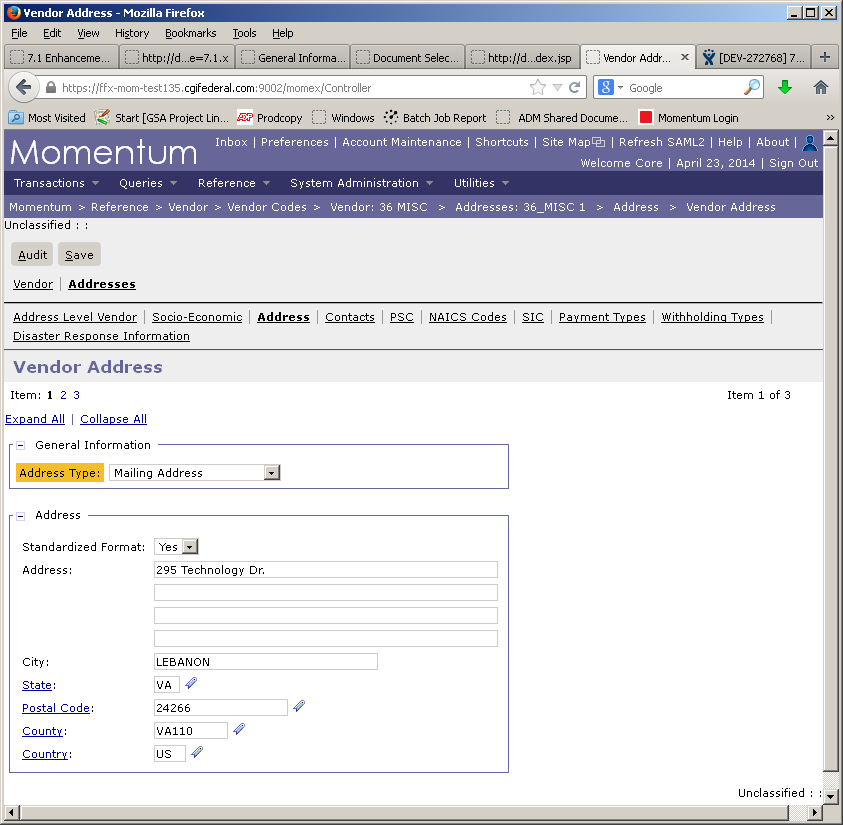 Vendor Address - Mozilla Firefox
File Edit View History Bookmarks Tools Help
7.1 Enhanceme... http://d...e=7.1.x General Informa... Document Selec... http://d...dex.jsp Vendor Addr... [DEV-272768] 7...
https://ffx-mom-test135.cgifederal.com:9002/momex/Controller Google
Most Visited Start [GSA Project Lin... ADP Prodcopy Windows Batch Job Report ADM Shared Docume... Momentum Login »
Momentum
Inbox | Preferences | Account Maintenance | Shortcuts | Site Map | Refresh SAML2 | Help | About |
Welcome Core | April 23, 2014 | Sign Out
Transactions Queries Reference System Administration Utilities
Momentum > Reference > Vendor > Vendor Codes > Vendor: 36 MISC > Addresses: 36_MISC 1 > Address > Vendor Address
Unclassified : :
Audit Save
Vendor | Addresses
Address Level Vendor | Socio-Economic | Address | Contacts | PSC | NAICS Codes | SIC | Payment Types | Withholding Types |
Disaster Response Information
Vendor Address
Item: 1 2 3 Item 1 of 3
Expand All | Collapse All
General Information
Address Type: Mailing Address
Address
Standardized Format: Yes
Address: 295 Technology Dr.
City: LEBANON
State: VA
Postal Code: 24266
County: VA110
Country: US
Unclassified : :